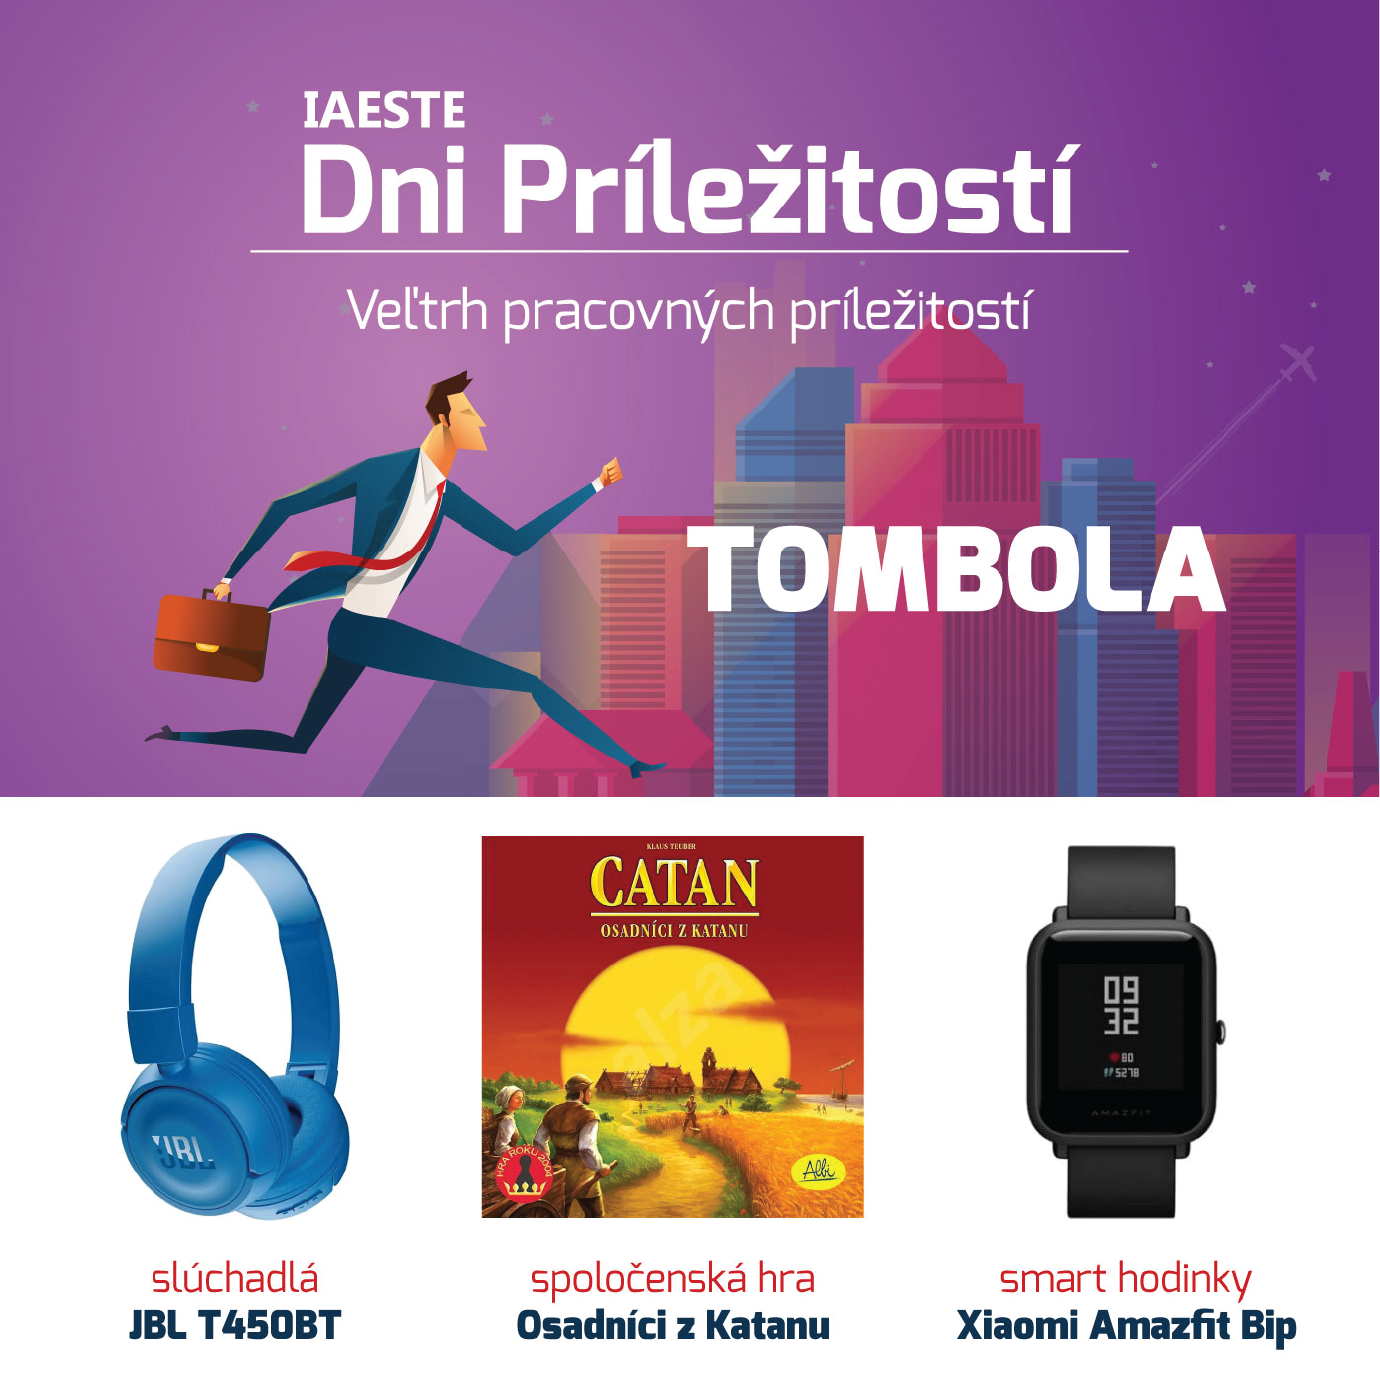 IAESTE
Dni Príležitostí
Veľtrh pracovných príležitostí
TOMBOLA
KLAUS TEUBER
CATAN
OSADNÍCI Z KATANU
alza
HRA ROKU 2004
Albi
JBL
09
32
80
5278
AMAZFIT
slúchadlá
JBL T450BT
spoločenská hra
Osadníci z Katanu
smart hodinky
Xiaomi Amazfit Bip